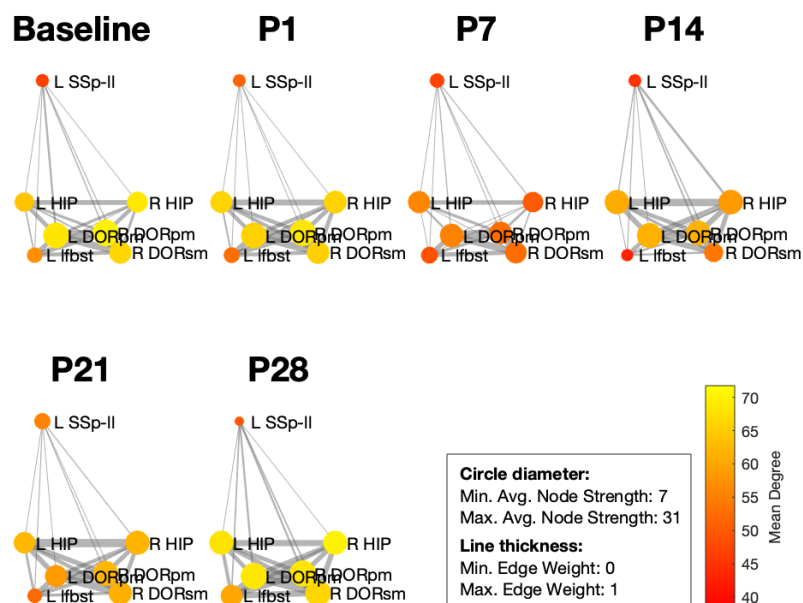 Baseline
P1
P7
P14
L SSp-ll
L SSp-ll
L SSp-ll
L SSp-ll
L HIP
R HIP
L HIP
R HIP
L HIP
R HIP
L HIP
R HIP
L DORpm
R DORpm
L DORpm
R DORpm
L DORpm
R DORpm
L DORpm
R DORpm
L lfbst
R DORsm
L lfbst
R DORsm
L lfbst
R DORsm
L lfbst
R DORsm
P21
P28
L SSp-ll
L SSp-ll
L HIP
R HIP
L HIP
R HIP
L DORpm
R DORpm
L DORpm
R DORpm
L lfbst
R DORsm
L lfbst
R DORsm
Circle diameter:
Min. Avg. Node Strength: 7
Max. Avg. Node Strength: 31
Line thickness:
Min. Edge Weight: 0
Max. Edge Weight: 1
70
65
60
55
50
45
40
Mean Degree